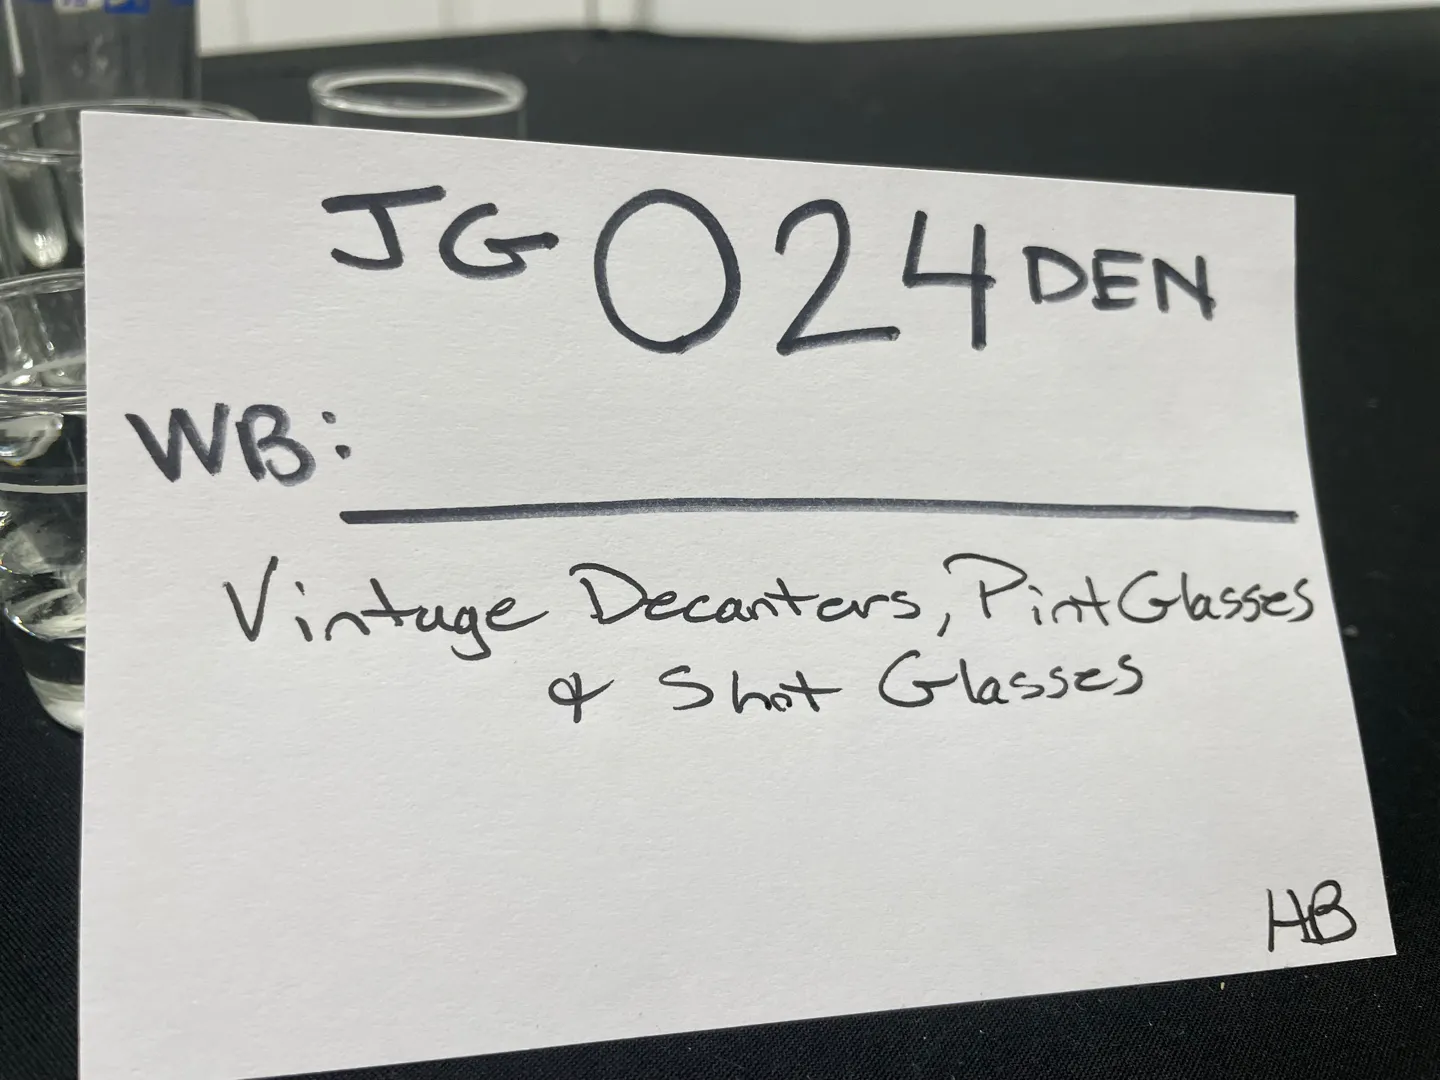 JG 024 DEN
WB:
Vintage Decanters, Pint Glasses
& Shot Glasses
HB